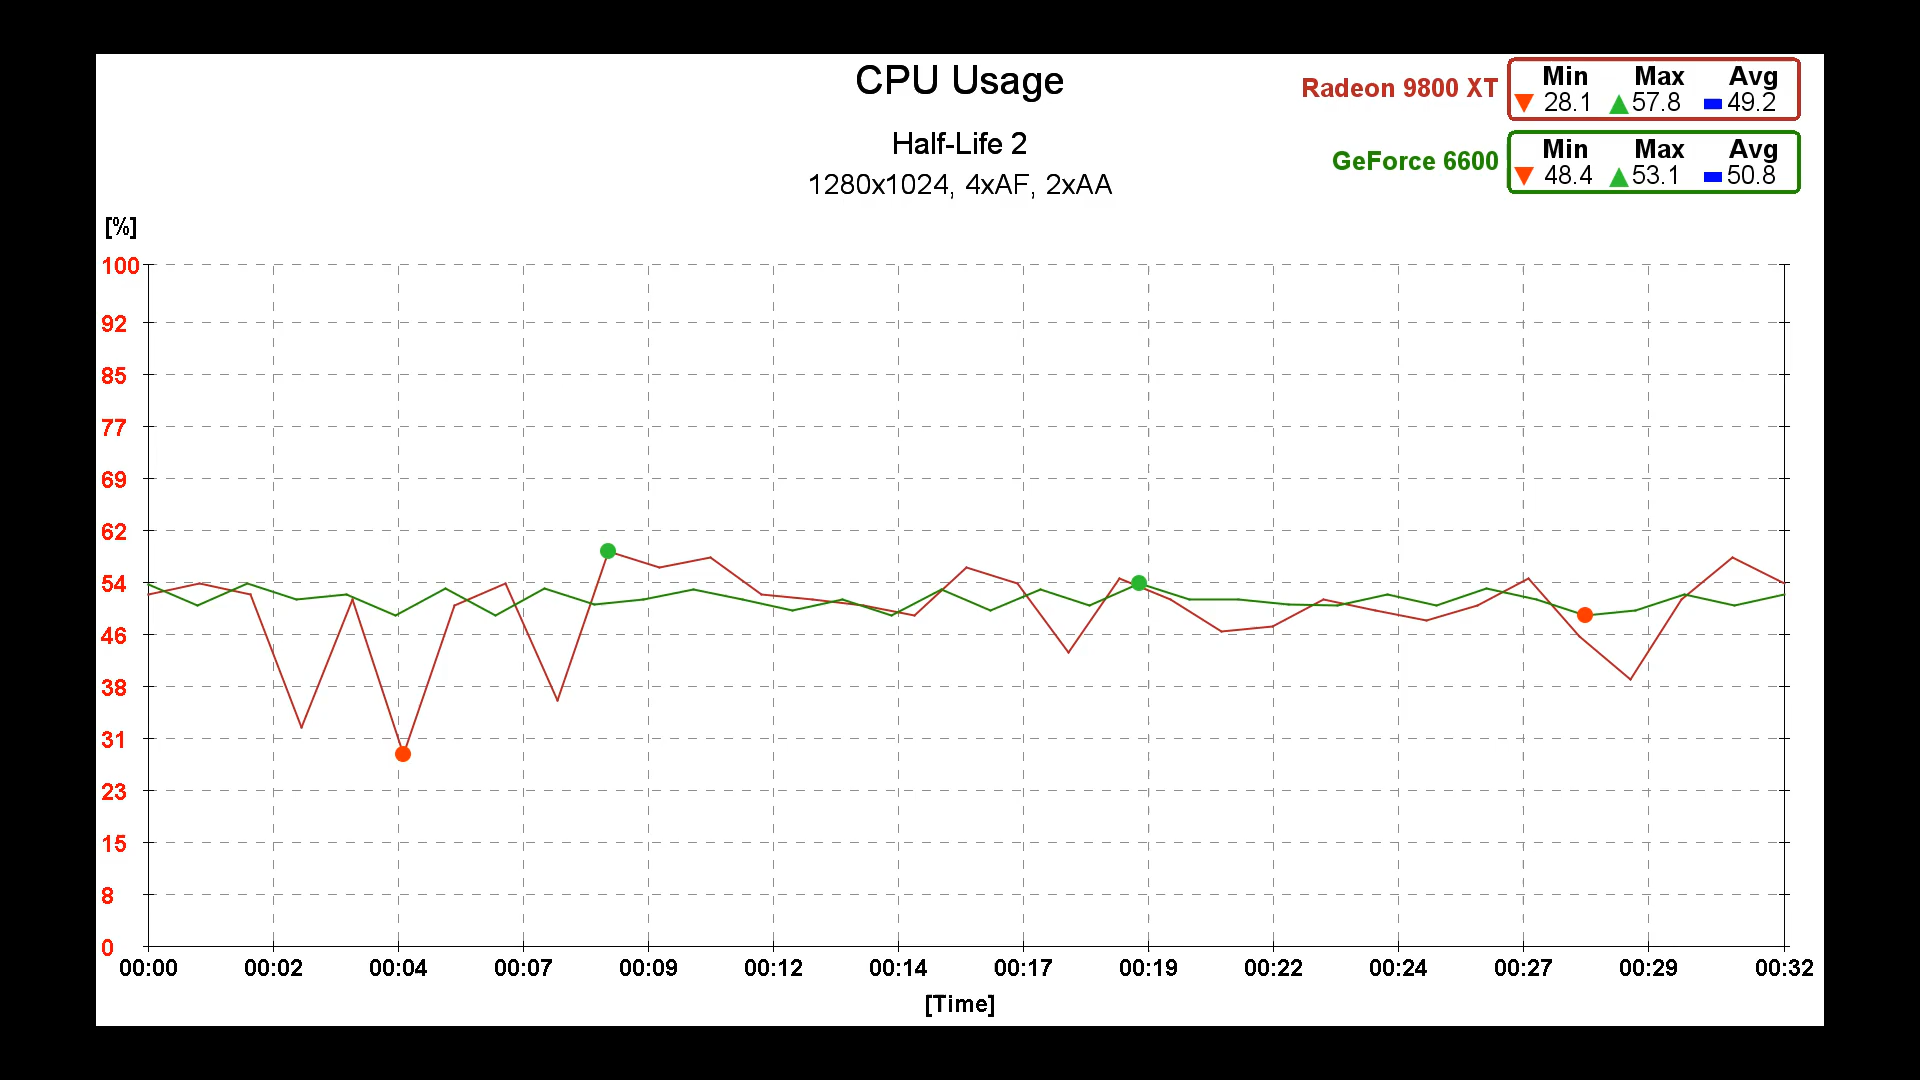 CPU Usage
Half-Life 2
1280x1024, 4xAF, 2xAA
Radeon 9800 XT
Min Max Avg
28.1 57.8 49.2
GeForce 6600
Min Max Avg
48.4 53.1 50.8
[%]
100
92
85
77
69
62
54
46
38
31
23
15
8
0
00:00 00:02 00:04 00:07 00:09 00:12 00:14 00:17 00:19 00:22 00:24 00:27 00:29 00:32
[Time]